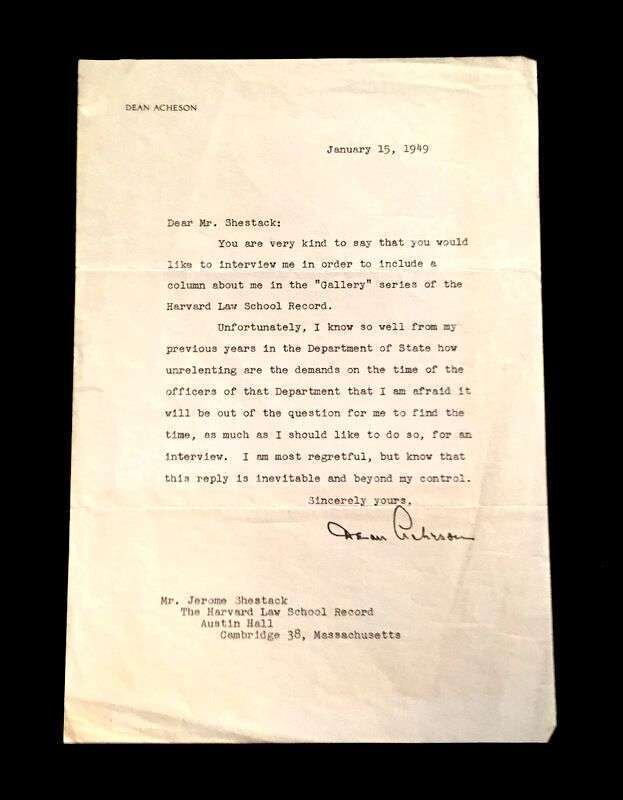 DEAN ACHESON
January 15, 1949
Dear Mr. Shestack:
You are very kind to say that you would
like to interview me in order to include a
column about me in the "Gallery" series of the
Harvard Law School Record.
Unfortunately, I know so well from my
previous years in the Department of State how
unrelenting are the demands on the time of the
officers of that Department that I am afraid it
will be out of the question for me to find the
time, as much as I should like to do so, for an
interview. I am most regretful, but know that
this reply is inevitable and beyond my control.
Sincerely yours,
Dean Acheson
Mr. Jerome Shestack
The Harvard Law School Record
Austin Hall
Cambridge 38, Massachusetts